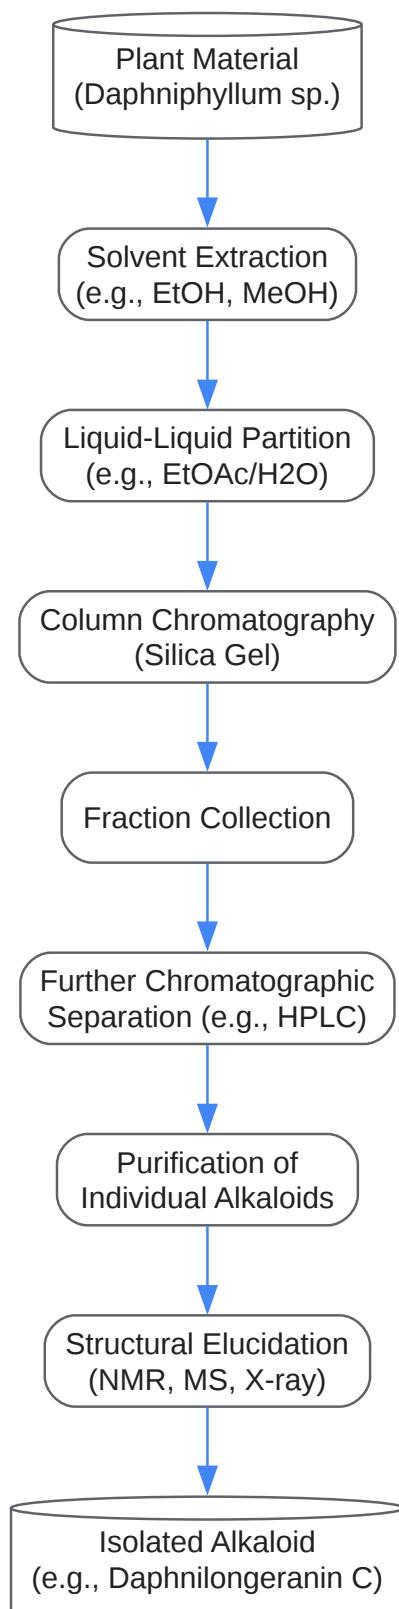 Plant Material
(Daphniphyllum sp.)
Solvent Extraction
(e.g., EtOH, MeOH)
Liquid-Liquid Partition
(e.g., EtOAc/H2O)
Column Chromatography
(Silica Gel)
Fraction Collection
Further Chromatographic
Separation (e.g., HPLC)
Purification of
Individual Alkaloids
Structural Elucidation
(NMR, MS, X-ray)
Isolated Alkaloid
(e.g., Daphnilongeranin C)